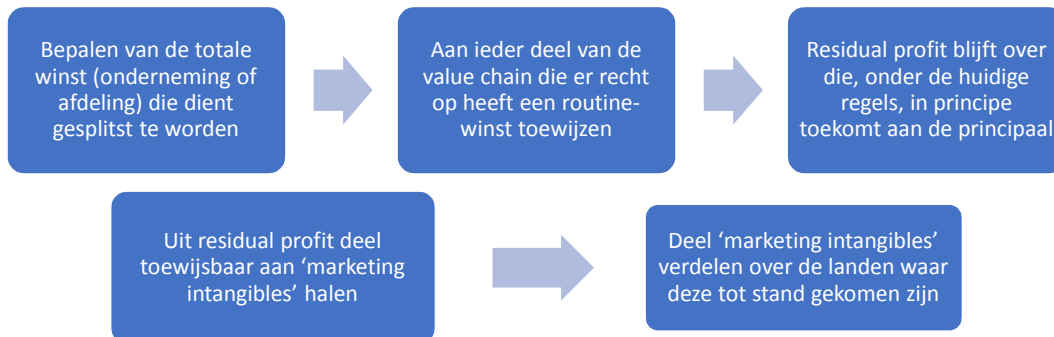 Bepalen van de totale
winst (onderneming of
afdeling) die dient
gesplitst te worden
Aan ieder deel van de
value chain die er recht
op heeft een routine-
winst toewijzen
Residual profit blijft over
die, onder de huidige
regels, in principe
toekomt aan de principaal
Uit residual profit deel
toewijsbaar aan ‘marketing
intangibles’ halen
Deel ‘marketing intangibles’
verdelen over de landen waar
deze tot stand gekomen zijn